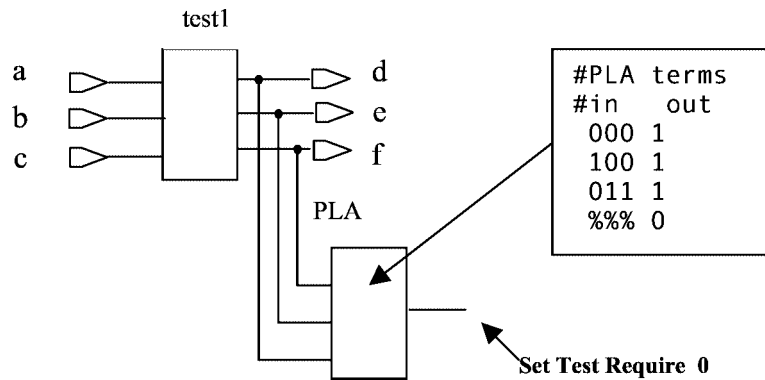 test1
a
b
c
d
e
f
PLA
#PLA terms
#in out
000 1
100 1
011 1
%%% 0
Set Test Require 0